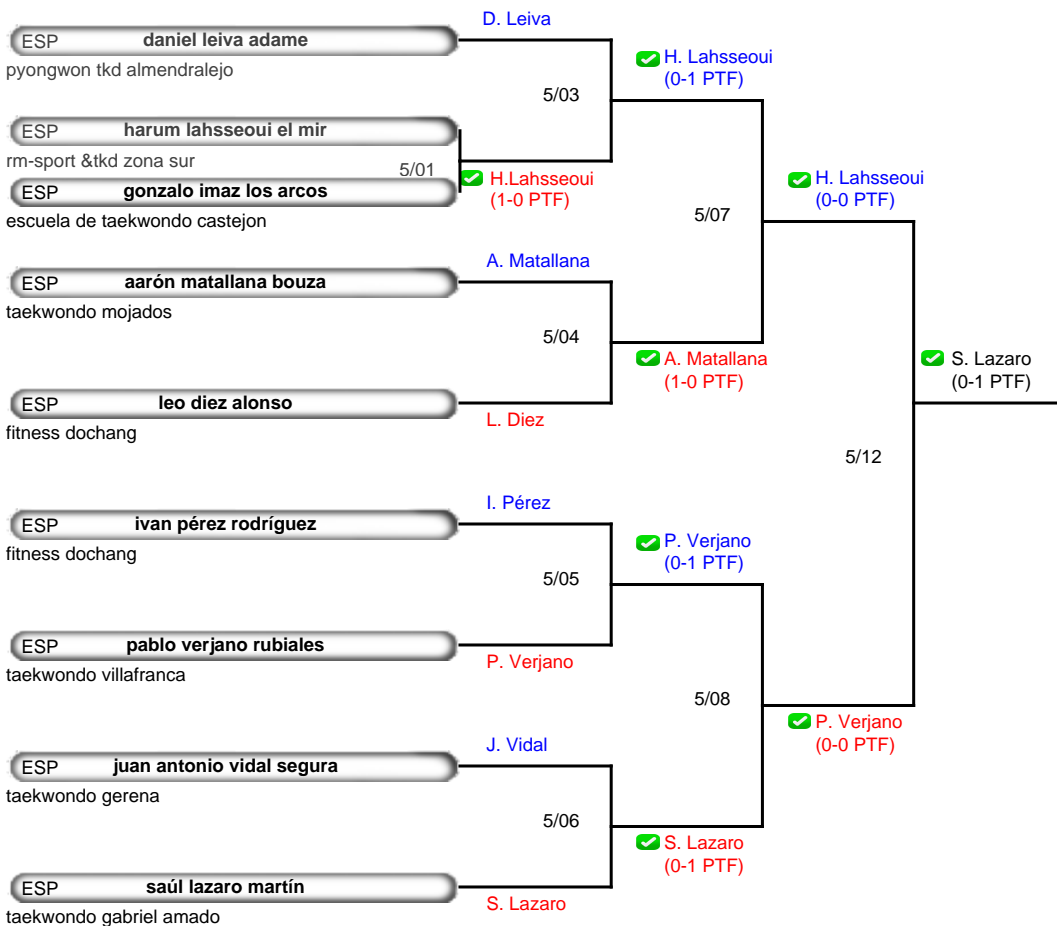 D. Leiva
ESP daniel leiva adame
pyongwon tkd almendralejo
H. Lahsseoui
(0-1 PTF)
5/03
ESP harum lahsseoui el mir
rm-sport &tkd zona sur
5/01
H.Lahsseoui
(1-0 PTF)
ESP gonzalo imaz los arcos
escuela de taekwondo castejon
H. Lahsseoui
(0-0 PTF)
5/07
A. Matallana
ESP aarón matallana bouza
taekwondo mojados
5/04
A. Matallana
(1-0 PTF)
S. Lazaro
(0-1 PTF)
ESP leo diez alonso
L. Diez
fitness dochang
5/12
I. Pérez
ESP ivan pérez rodríguez
fitness dochang
P. Verjano
(0-1 PTF)
5/05
ESP pablo verjano rubiales
P. Verjano
taekwondo villafranca
5/08
P. Verjano
(0-0 PTF)
J. Vidal
ESP juan antonio vidal segura
taekwondo gerena
5/06
S. Lazaro
(0-1 PTF)
ESP saúl lazaro martín
S. Lazaro
taekwondo gabriel amado